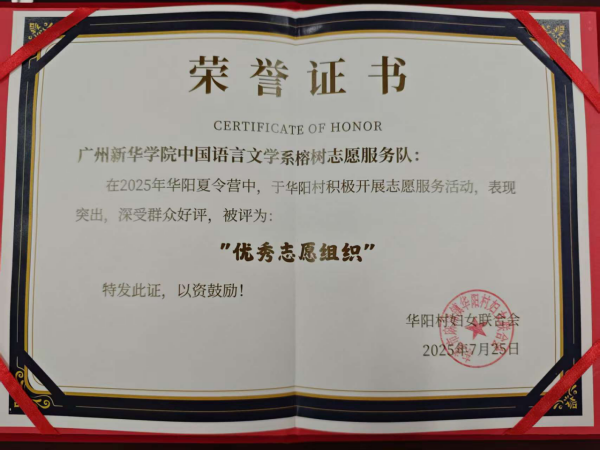 荣誉证书
CERTIFICATE OF HONOR
广州新华学院中国语言文学系榕树志愿服务队：
在2025年华阳夏令营中，于华阳村积极开展志愿服务活动，表现
突出，深受群众好评，被评为：
"优秀志愿组织"
特发此证，以资鼓励！
华阳村妇女联合会
2025年7月25日